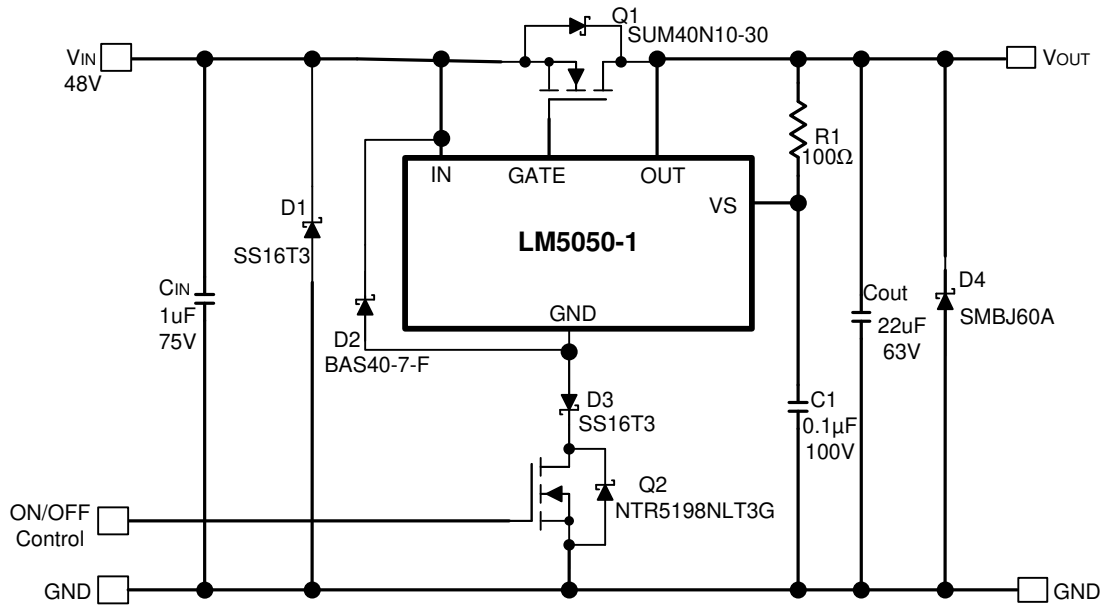 Q1
SUM40N10-30
VIN
48V
VOUT
R1
100Ω
IN
GATE
OUT
VS
LM5050-1
D1
SS16T3
CIN
1uF
75V
GND
D2
BAS40-7-F
Cout
22uF
63V
D4
SMBJ60A
D3
SS16T3
C1
0.1µF
100V
Q2
NTR5198NLT3G
ON/OFF
Control
GND
GND